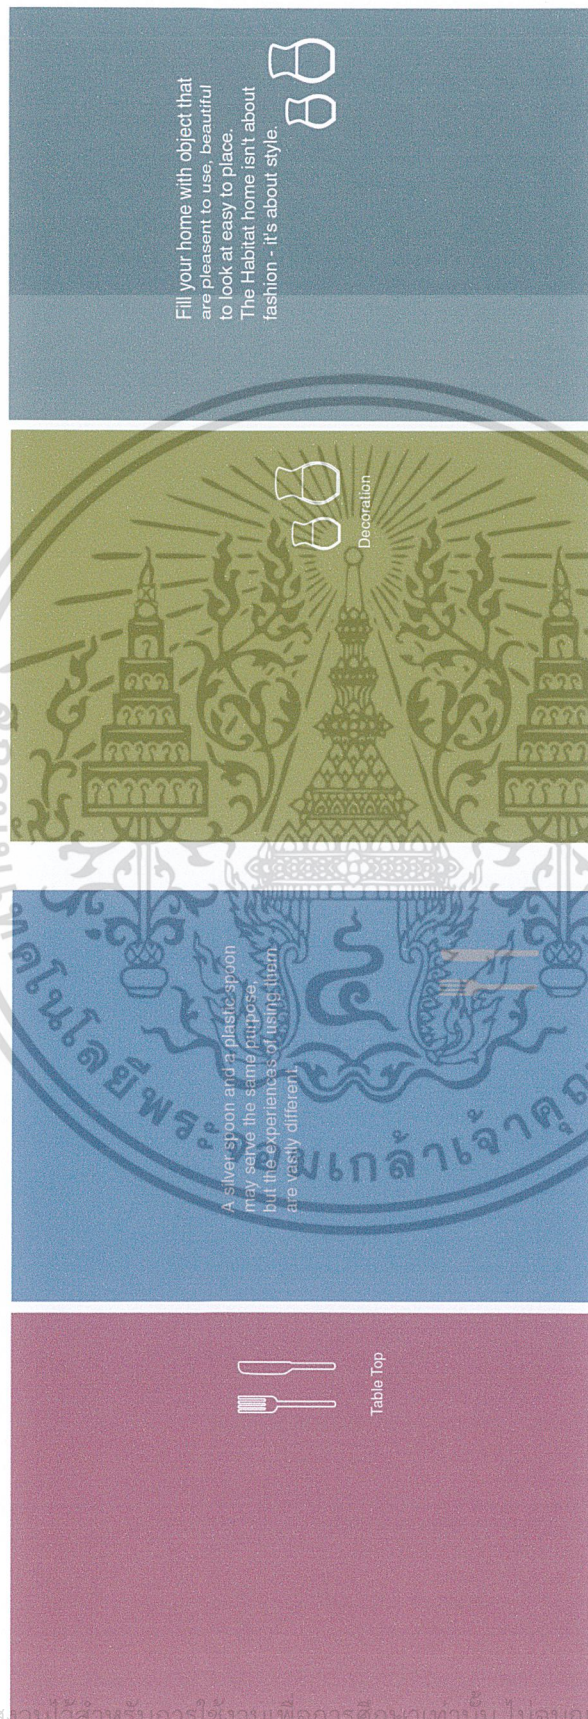 Fill your home with object that
are pleasent to use, beautiful
to look at easy to place.
The Habitat home isn't about
fashion - it's about style.
Decoration
A silver spoon and a plastic spoon
may serve the same purpose,
but the experiences of using them
are vastly different.
Table Top